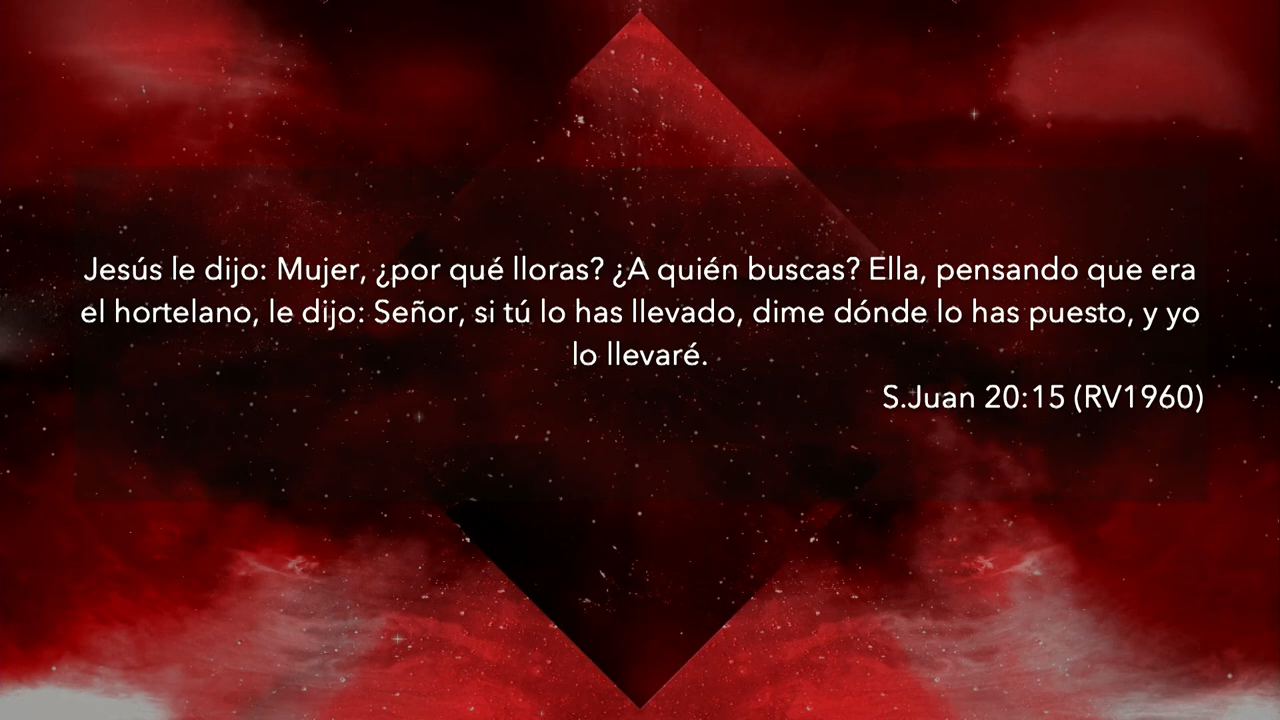 Jesús le dijo: Mujer, ¿por qué lloras? ¿A quién buscas? Ella, pensando que era
el hortelano, le dijo: Señor, si tú lo has llevado, dime dónde lo has puesto, y yo
lo llevaré.
S.Juan 20:15 (RV1960)